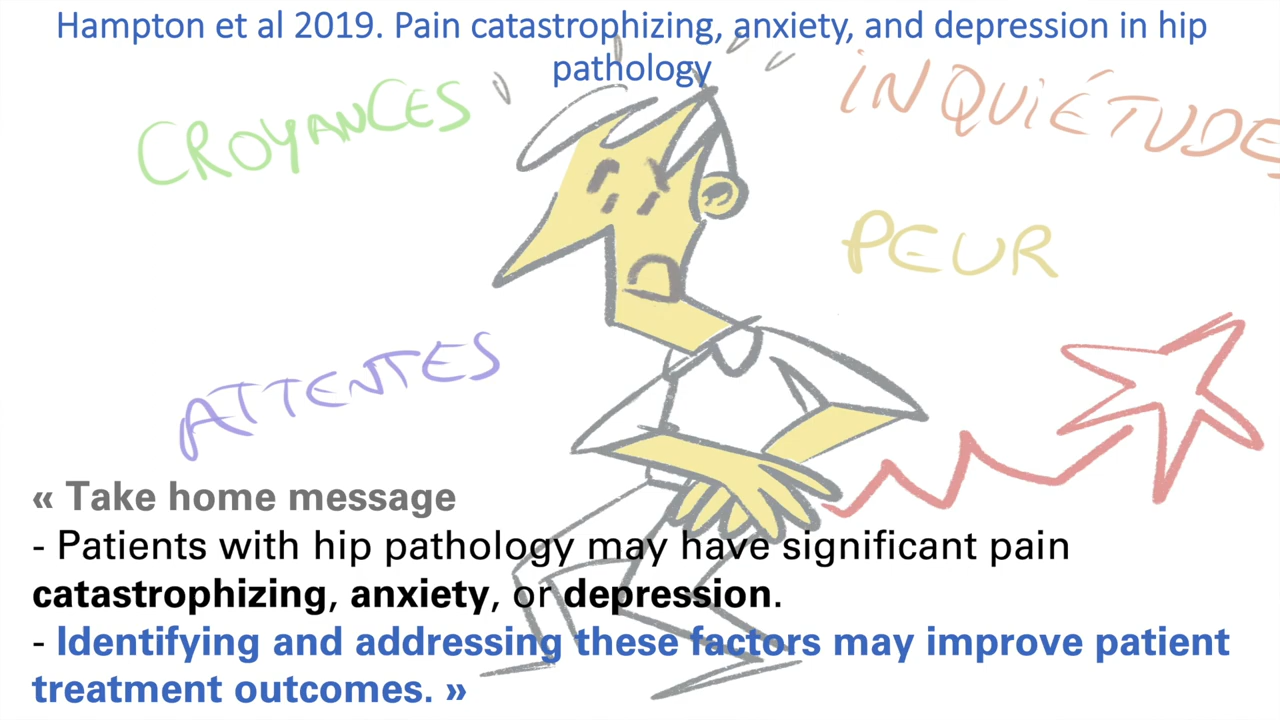 Hampton et al 2019. Pain catastrophizing, anxiety, and depression in hip
pathology
CROYANCES
INQUIÉTUDES
PEUR
ATTENTES
« Take home message
- Patients with hip pathology may have significant pain
catastrophizing, anxiety, or depression.
- Identifying and addressing these factors may improve patient
treatment outcomes. »